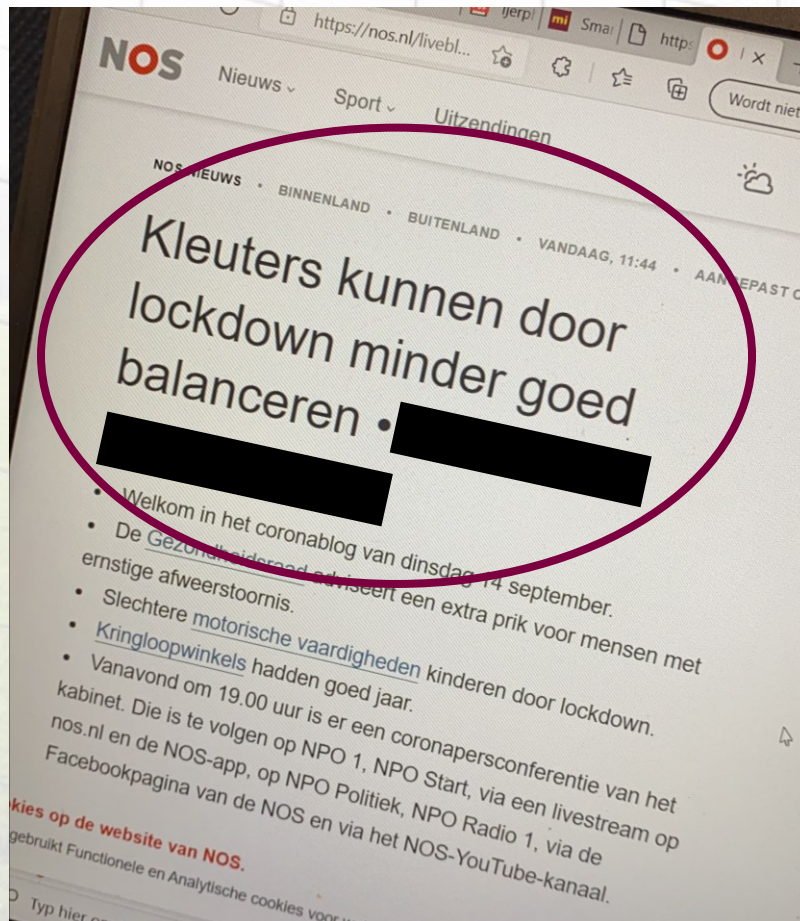 https://nos.nl/livebl...
Sma
https
NOS
Nieuws
Sport
Uitzendingen
Wordt niet
NOS NIEUWS • BINNENLAND • BUITENLAND • VANDAAG, 11:44 • AANGEPAST
Kleuters kunnen door
lockdown minder goed
balanceren •
• Welkom in het coronablog van dinsdag 14 september.
• De Gezondheidsraad adviseert een extra prik voor mensen met
ernstige afweerstoornis.
• Slechtere motorische vaardigheden kinderen door lockdown.
• Kringloopwinkels hadden goed jaar.
• Vanavond om 19.00 uur is er een coronapersconferentie van het
kabinet. Die is te volgen op NPO 1, NPO Start, via een livestream op
nos.nl en de NOS-app, op NPO Politiek, NPO Radio 1, via de
Facebookpagina van de NOS en via het NOS-YouTube-kanaal.
kies op de website van NOS.
gebruikt Functionele en Analytische cookies voor
Typ hier